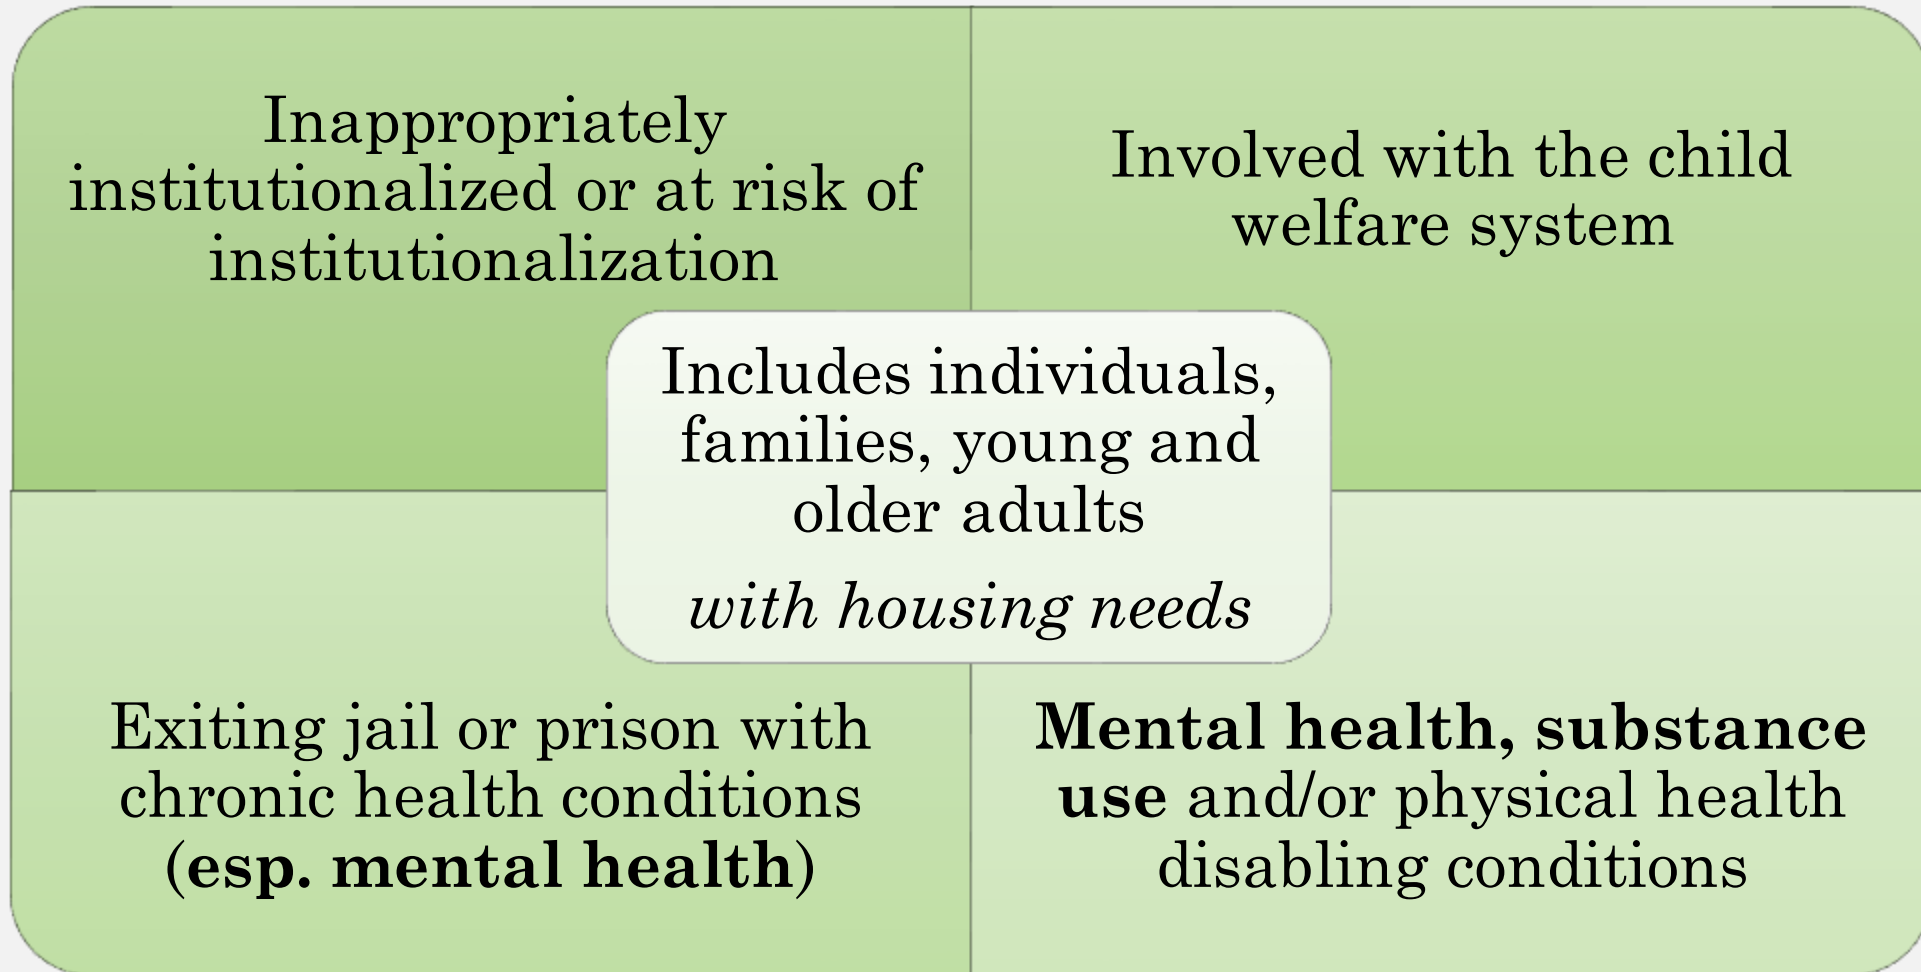 Inappropriately
institutionalized or at risk of
institutionalization
Involved with the child
welfare system
Includes individuals,
families, young and
older adults
with housing needs
Exiting jail or prison with
chronic health conditions
(esp. mental health)
Mental health, substance
use and/or physical health
disabling conditions